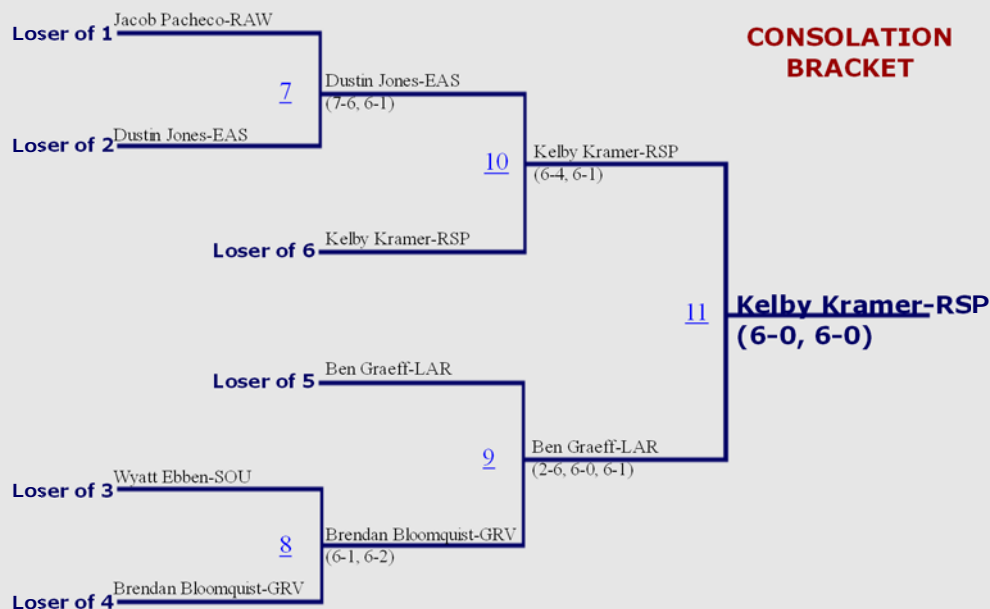 Jacob Pacheco-RAW
Loser of 1
CONSOLATION
BRACKET
7
Dustin Jones-EAS
(7-6, 6-1)
Dustin Jones-EAS
Loser of 2
10
Kelby Kramer-RSP
(6-4, 6-1)
Loser of 6
Kelby Kramer-RSP
11
Kelby Kramer-RSP
(6-0, 6-0)
Loser of 5
Ben Graeff-LAR
9
Ben Graeff-LAR
(2-6, 6-0, 6-1)
Wyatt Ebben-SOU
Loser of 3
8
Brendan Bloomquist-GRV
(6-1, 6-2)
Brendan Bloomquist-GRV
Loser of 4